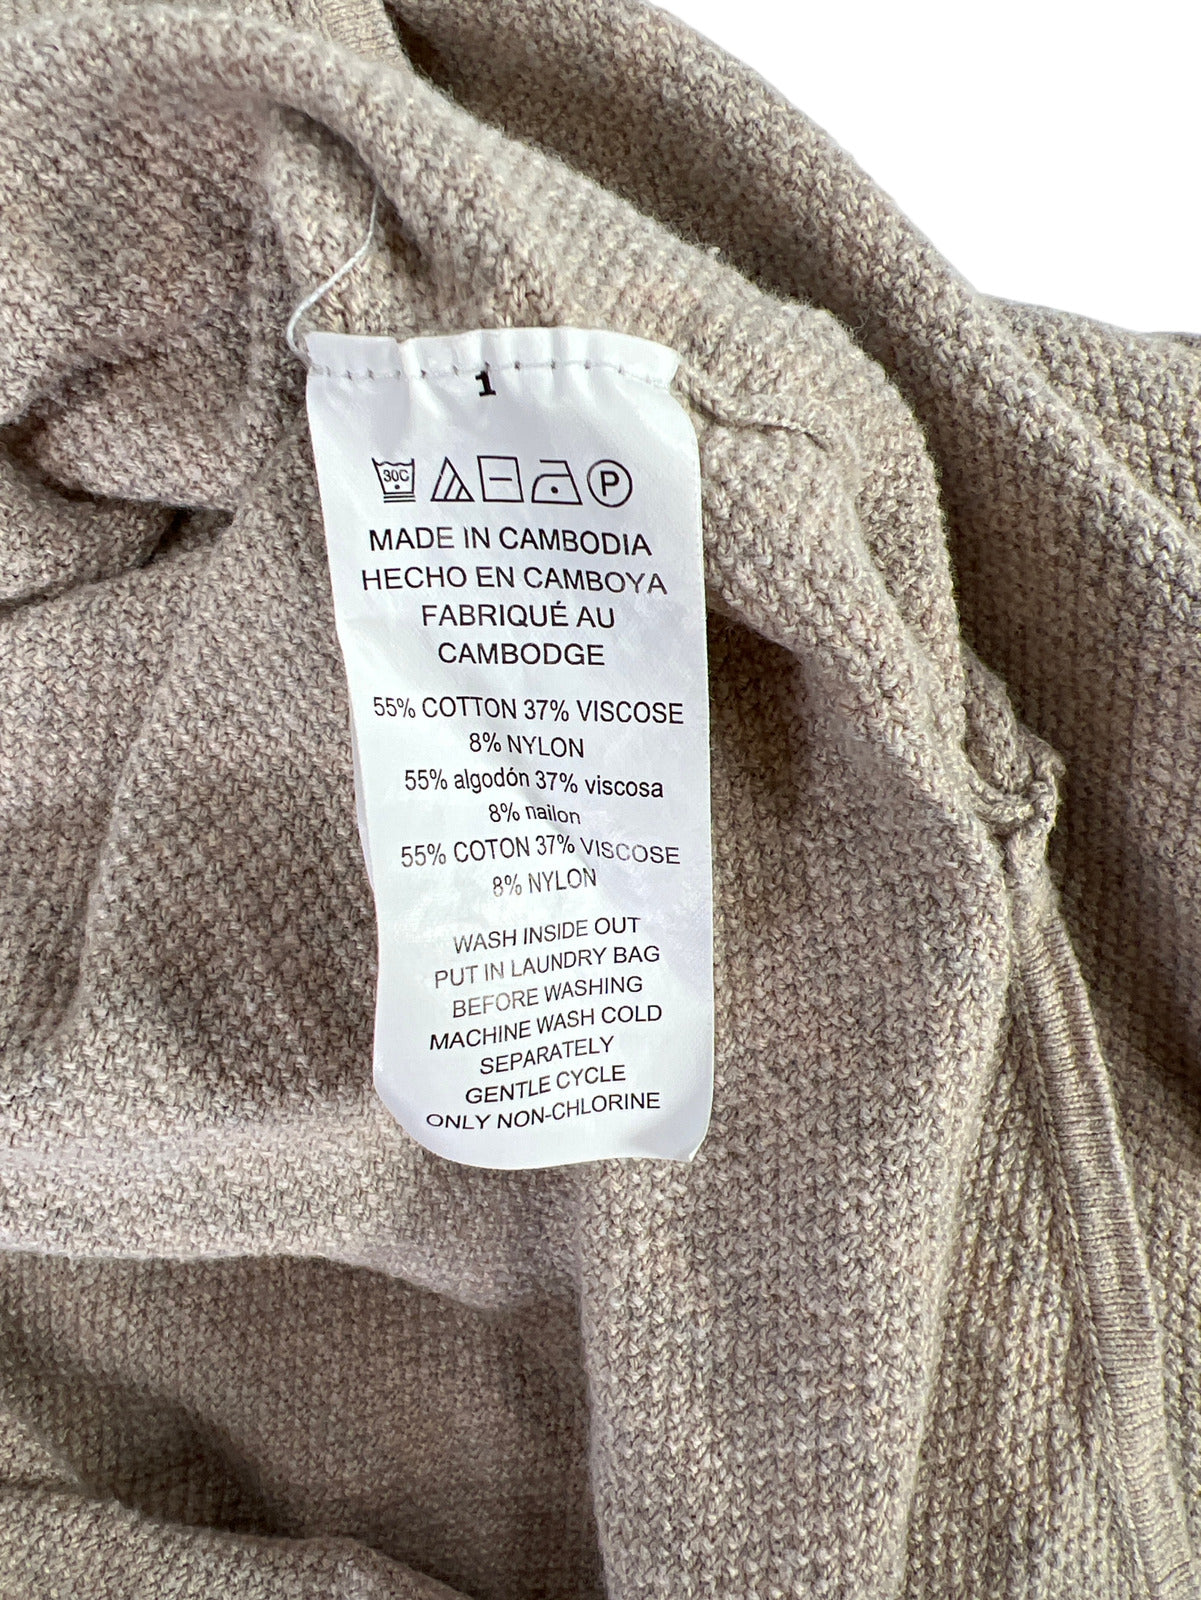 1
30C P
MADE IN CAMBODIA
HECHO EN CAMBOYA
FABRIQUÉ AU
CAMBODGE
55% COTTON 37% VISCOSE
8% NYLON
55% algodón 37% viscosa
8% nailon
55% COTON 37% VISCOSE
8% NYLON
WASH INSIDE OUT
PUT IN LAUNDRY BAG
BEFORE WASHING
MACHINE WASH COLD
SEPARATELY
GENTLE CYCLE
ONLY NON-CHLORINE